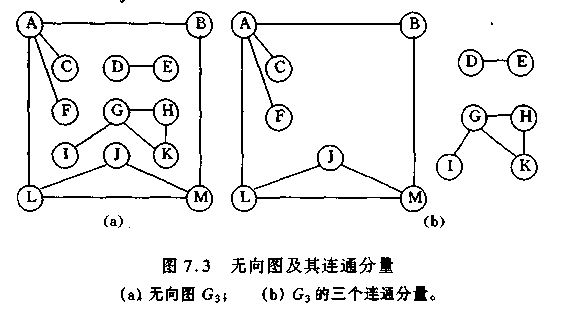 A B A B
C D E C D E
F G H F G H
I J K J I K
L M L M
(a) (b)
图 7.3 无向图及其连通分量
(a) 无向图 G₃; (b) G₃ 的三个连通分量。